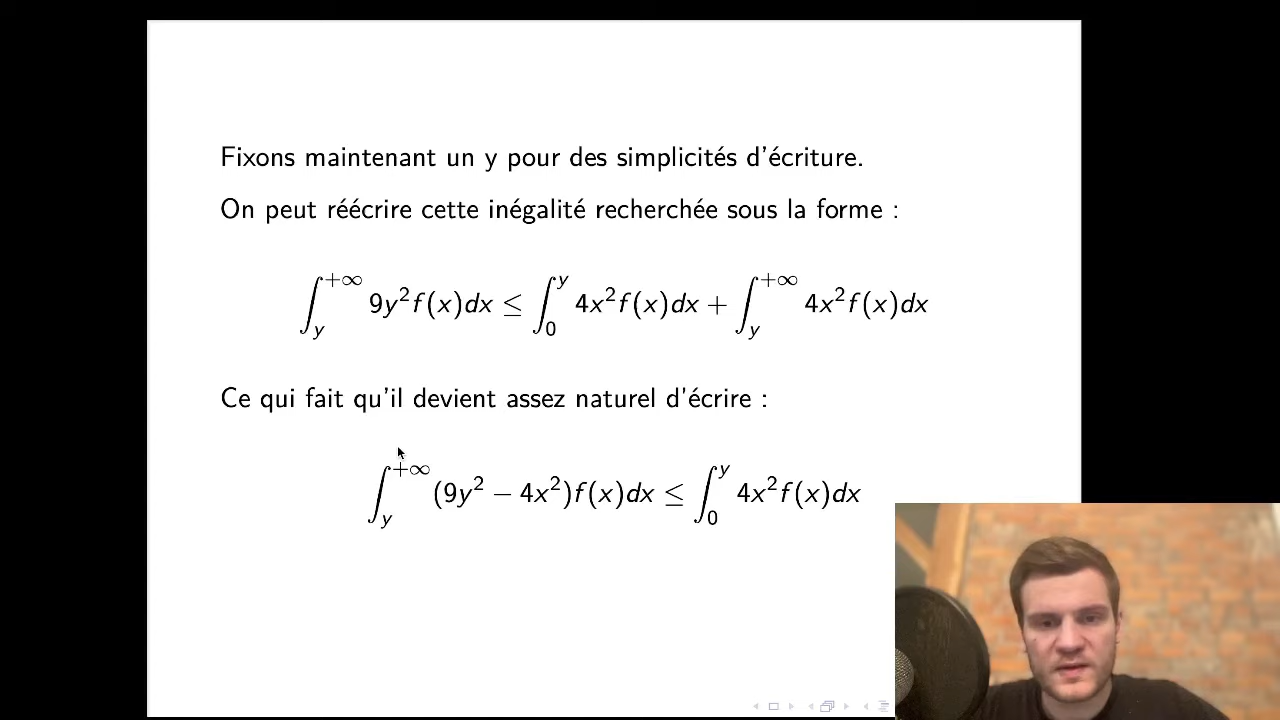 Fixons maintenant un y pour des simplicités d'écriture.
On peut réécrire cette inégalité recherchée sous la forme :
∫_y^{+∞} 9y²f(x)dx ≤ ∫_0^y 4x²f(x)dx + ∫_y^{+∞} 4x²f(x)dx
Ce qui fait qu'il devient assez naturel d'écrire :
∫_y^{+∞} (9y² − 4x²)f(x)dx ≤ ∫_0^y 4x²f(x)dx